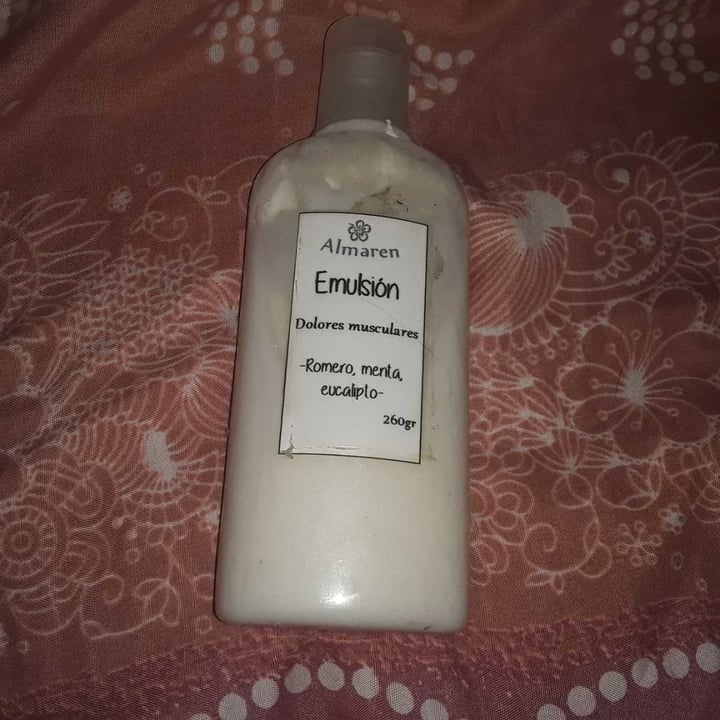 Almaren
Emulsión
Dolores musculares
-Romero, menta,
eucalipto-
260gr